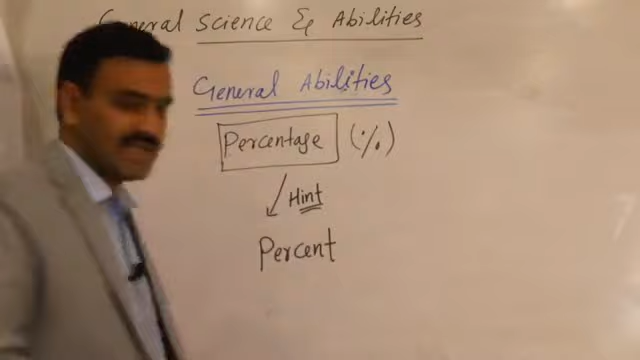 General Science & Abilities
General Abilities
Percentage (%)
Hint
Percent